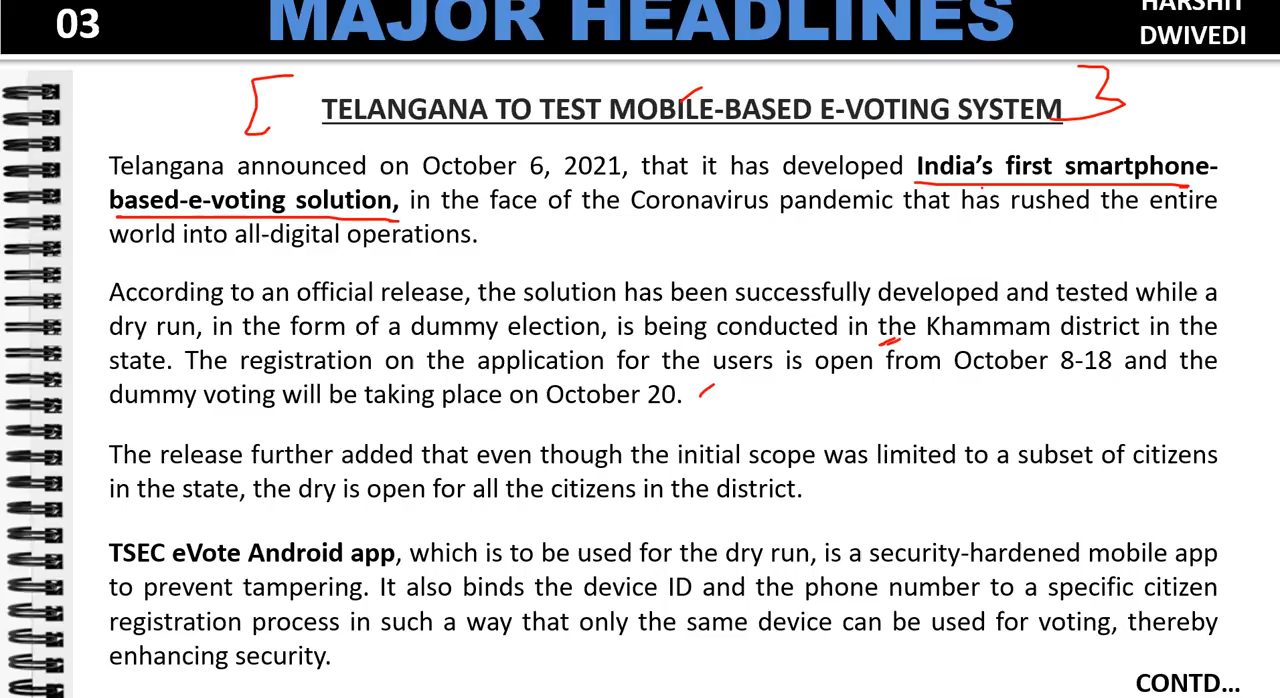 03
MAJOR HEADLINES
HARSHIT
DWIVEDI
TELANGANA TO TEST MOBILE-BASED E-VOTING SYSTEM
Telangana announced on October 6, 2021, that it has developed India's first smartphone-
based-e-voting solution, in the face of the Coronavirus pandemic that has rushed the entire
world into all-digital operations.
According to an official release, the solution has been successfully developed and tested while a
dry run, in the form of a dummy election, is being conducted in the Khammam district in the
state. The registration on the application for the users is open from October 8-18 and the
dummy voting will be taking place on October 20.
The release further added that even though the initial scope was limited to a subset of citizens
in the state, the dry is open for all the citizens in the district.
TSEC eVote Android app, which is to be used for the dry run, is a security-hardened mobile app
to prevent tampering. It also binds the device ID and the phone number to a specific citizen
registration process in such a way that only the same device can be used for voting, thereby
enhancing security.
CONTD...